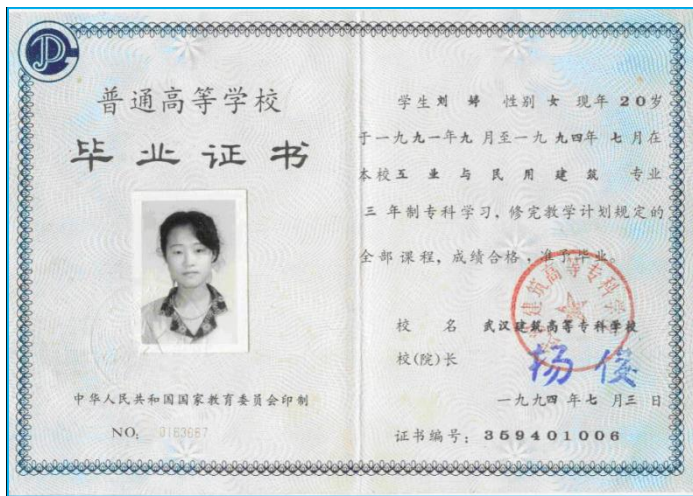 普通高等学校
毕业证书
中华人民共和国国家教育委员会印制
NO: 0163667
学生刘婷 性别 女 现年 20岁
于一九九一年九月至一九九四年七月在
本校工业与民用建筑 专业
三年制专科学习，修完教学计划规定的
全部课程，成绩合格，准予毕业。
校 名 武汉建筑高等专科学校
校(院)长 杨俊
一九九四年七月三日
证书编号：359401006